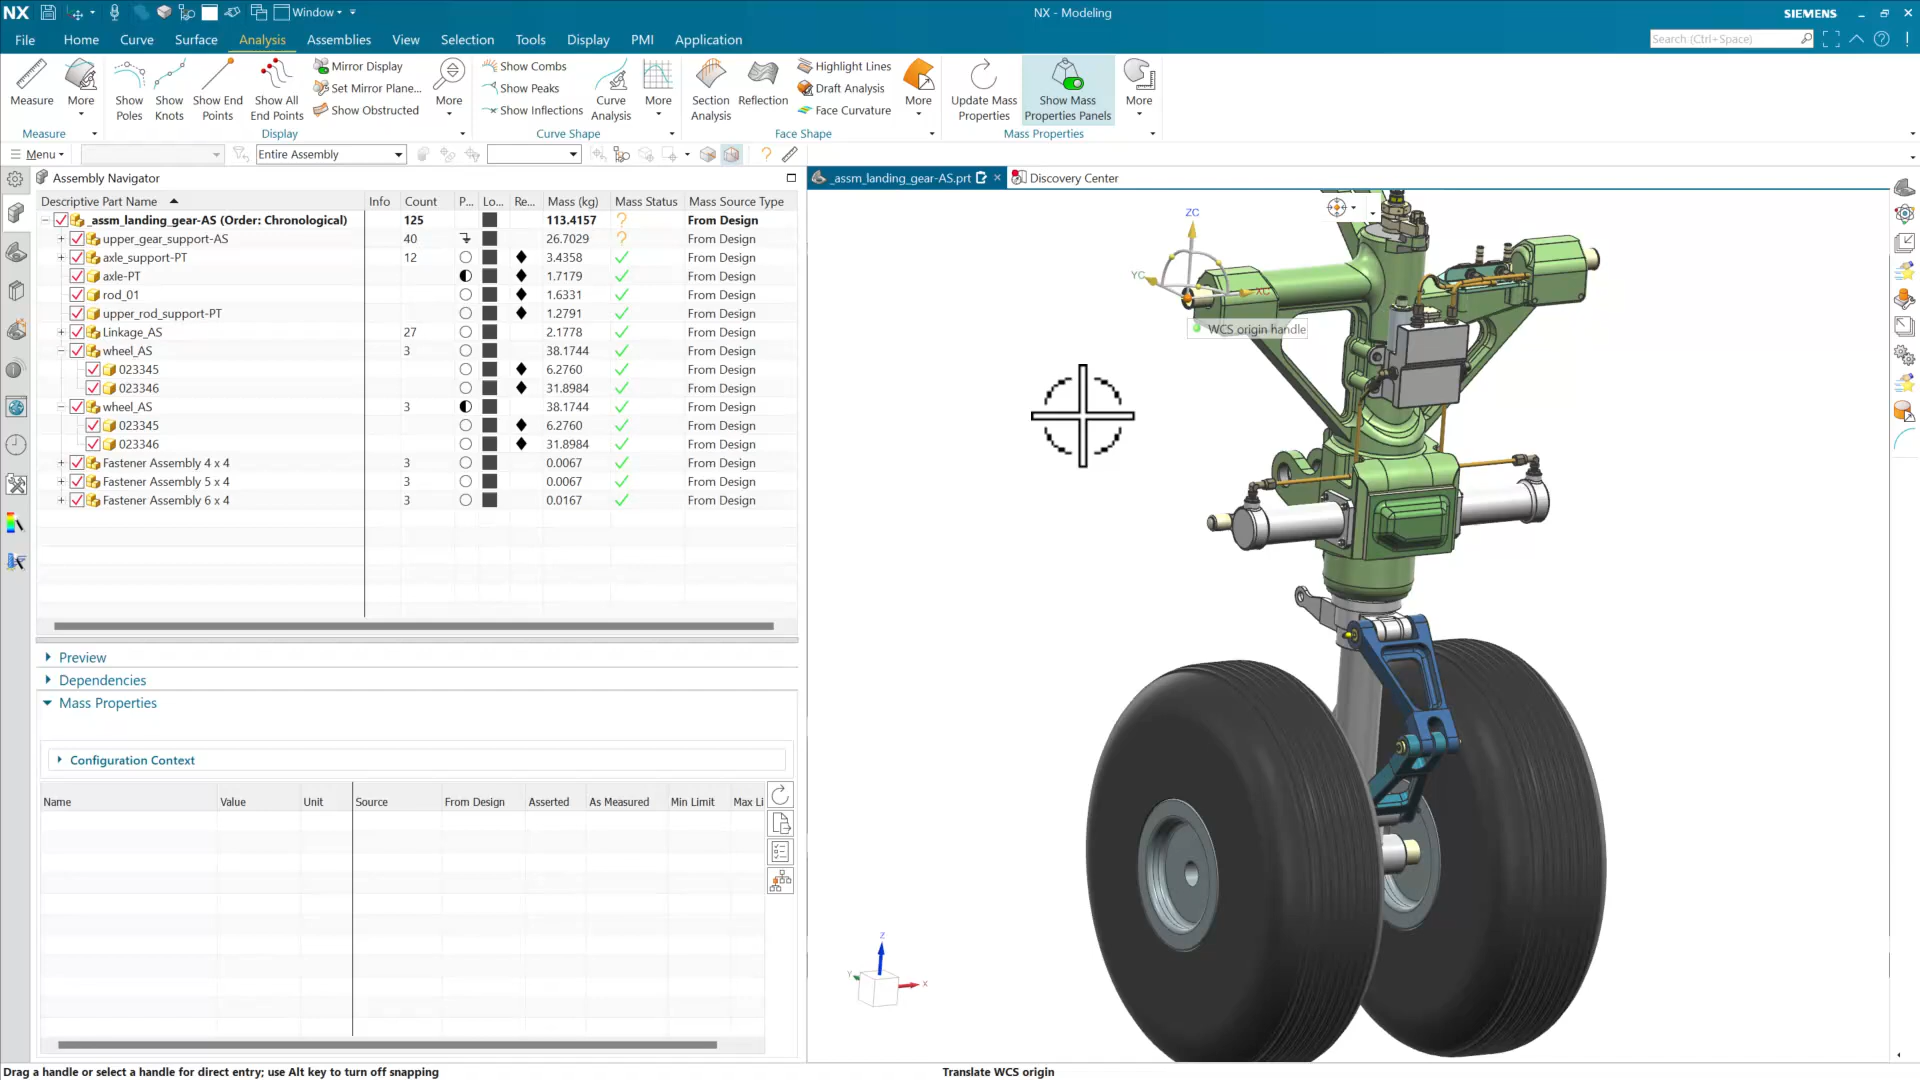 NX
Window
NX - Modeling
SIEMENS
File
Home
Curve
Surface
Analysis
Assemblies
View
Selection
Tools
Display
PMI
Application
Search (Ctrl+Space)
Measure
More
Show Poles
Show Knots
Show End Points
Show All End Points
Mirror Display
Set Mirror Plane...
Show Obstructed
More
Show Combs
Show Peaks
Show Inflections
Curve Analysis
More
Section Analysis
Reflection
Highlight Lines
Draft Analysis
Face Curvature
More
Update Mass Properties
Show Mass Properties Panels
More
Measure
Display
Curve Shape
Face Shape
Mass Properties
Menu
Entire Assembly
Assembly Navigator
Descriptive Part Name Info Count P... Lo... Re... Mass (kg) Mass Status Mass Source Type
_assm_landing_gear-AS (Order: Chronological) 125 113.4157 ? From Design
upper_gear_support-AS 40 26.7029 ? From Design
axle_support-PT 12 3.4358 From Design
axle-PT 1.7179 From Design
rod_01 1.6331 From Design
upper_rod_support-PT 1.2791 From Design
Linkage_AS 27 2.1778 From Design
wheel_AS 3 38.1744 From Design
023345 6.2760 From Design
023346 31.8984 From Design
wheel_AS 3 38.1744 From Design
023345 6.2760 From Design
023346 31.8984 From Design
Fastener Assembly 4 x 4 3 0.0067 From Design
Fastener Assembly 5 x 4 3 0.0067 From Design
Fastener Assembly 6 x 4 3 0.0167 From Design
Preview
Dependencies
Mass Properties
Configuration Context
Name Value Unit Source From Design Asserted As Measured Min Limit Max Li
_assm_landing_gear-AS.prt
Discovery Center
ZC
YC
XC
WCS origin handle
Z
Y
X
Drag a handle or select a handle for direct entry; use Alt key to turn off snapping
Translate WCS origin